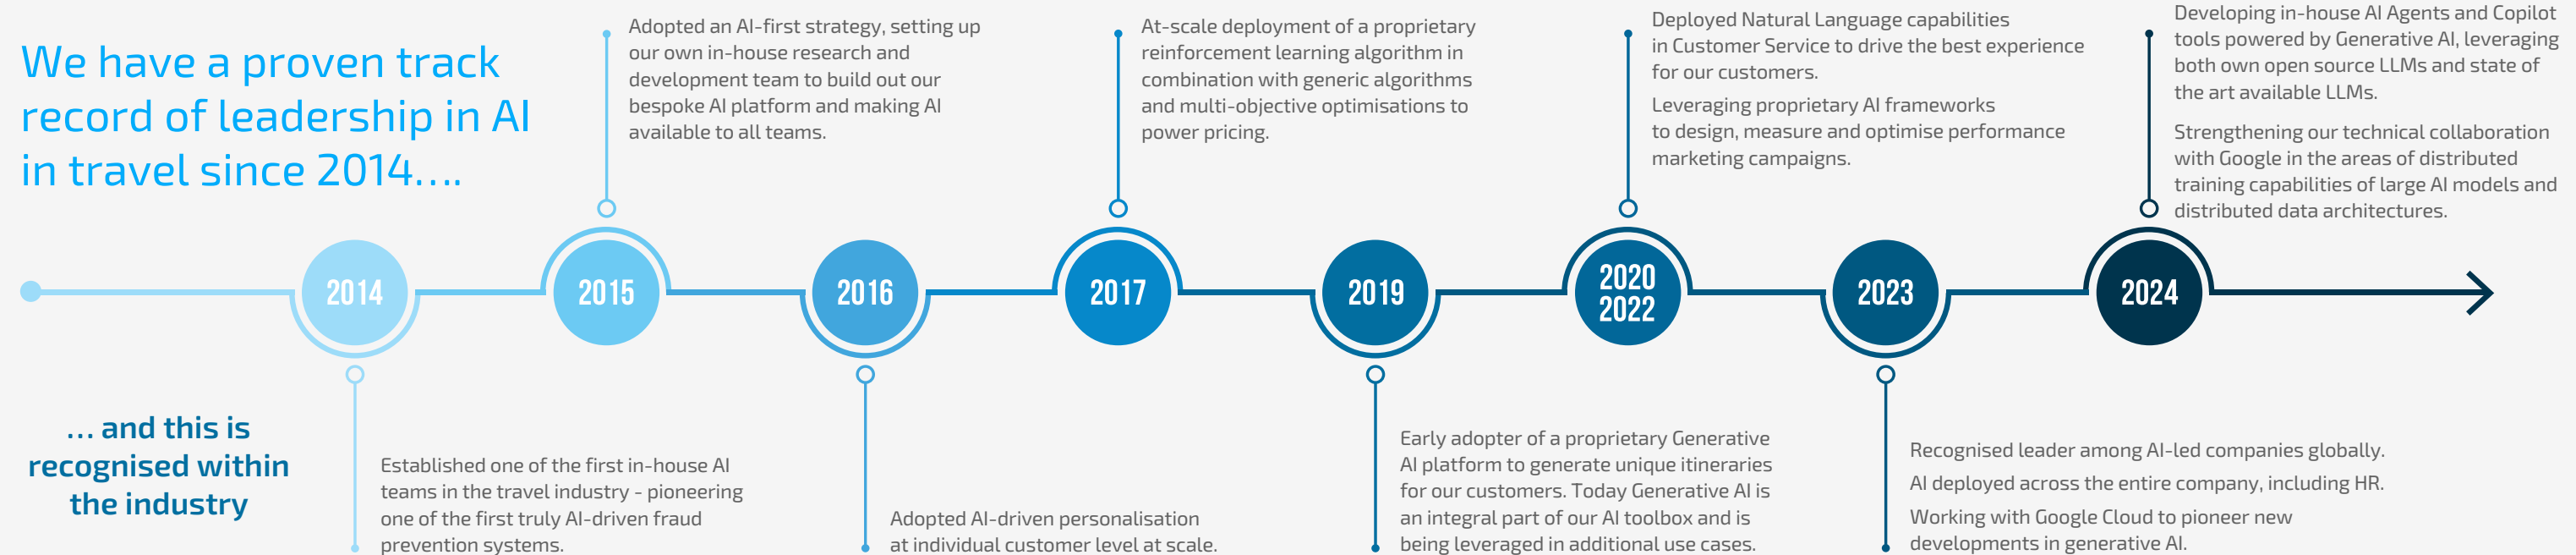 We have a proven track
record of leadership in AI
in travel since 2014....
... and this is
recognised within
the industry
2014
Established one of the first in-house AI
teams in the travel industry - pioneering
one of the first truly AI-driven fraud
prevention systems.
2015
Adopted an AI-first strategy, setting up
our own in-house research and
development team to build out our
bespoke AI platform and making AI
available to all teams.
2016
Adopted AI-driven personalisation
at individual customer level at scale.
2017
At-scale deployment of a proprietary
reinforcement learning algorithm in
combination with generic algorithms
and multi-objective optimisations to
power pricing.
2019
Early adopter of a proprietary Generative
AI platform to generate unique itineraries
for our customers. Today Generative AI is
an integral part of our AI toolbox and is
being leveraged in additional use cases.
2020
2022
Deployed Natural Language capabilities
in Customer Service to drive the best experience
for our customers.
Leveraging proprietary AI frameworks
to design, measure and optimise performance
marketing campaigns.
2023
Recognised leader among AI-led companies globally.
AI deployed across the entire company, including HR.
Working with Google Cloud to pioneer new
developments in generative AI.
2024
Developing in-house AI Agents and Copilot
tools powered by Generative AI, leveraging
both own open source LLMs and state of
the art available LLMs.
Strengthening our technical collaboration
with Google in the areas of distributed
training capabilities of large AI models and
distributed data architectures.